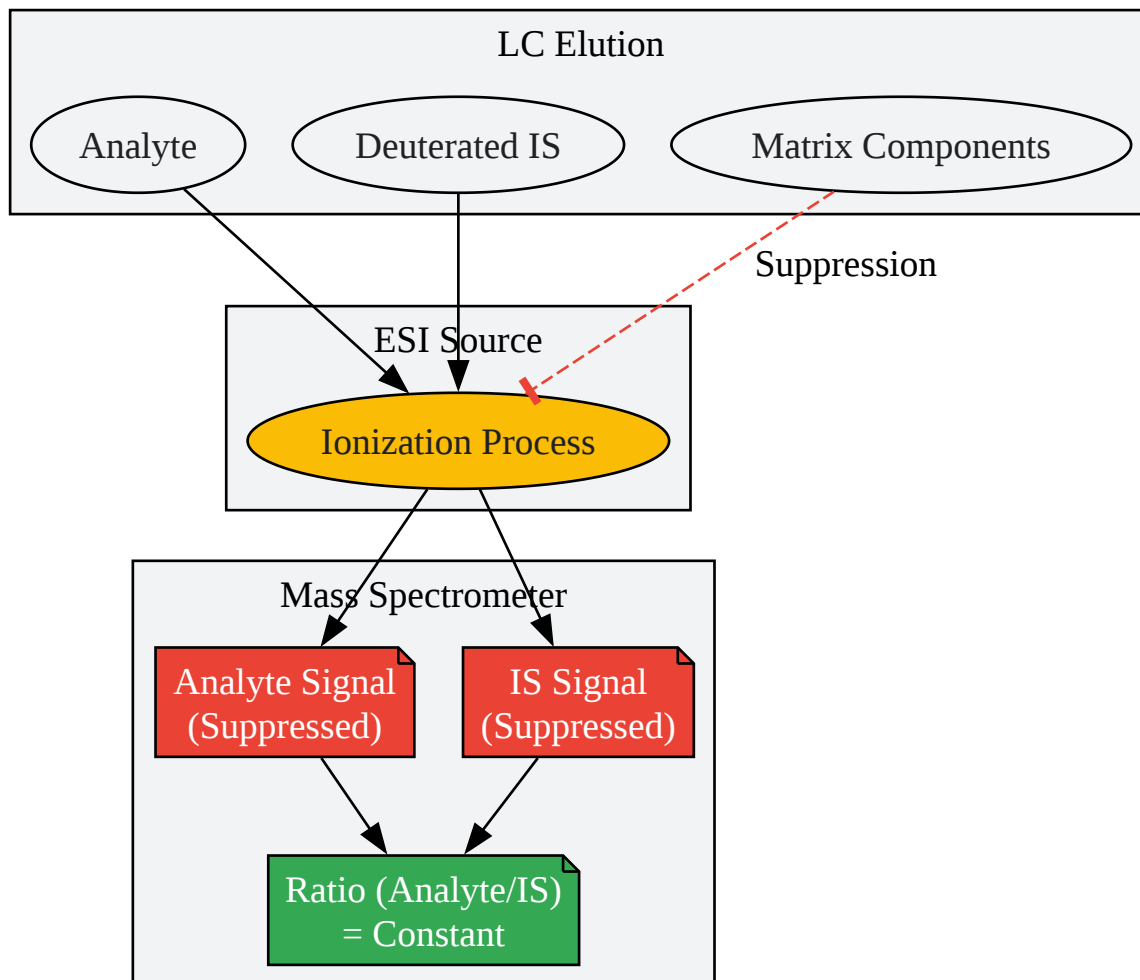 LC Elution
Analyte
Deuterated IS
Matrix Components
Suppression
ESI Source
Ionization Process
Mass Spectrometer
Analyte Signal
(Suppressed)
IS Signal
(Suppressed)
Ratio (Analyte/IS)
= Constant